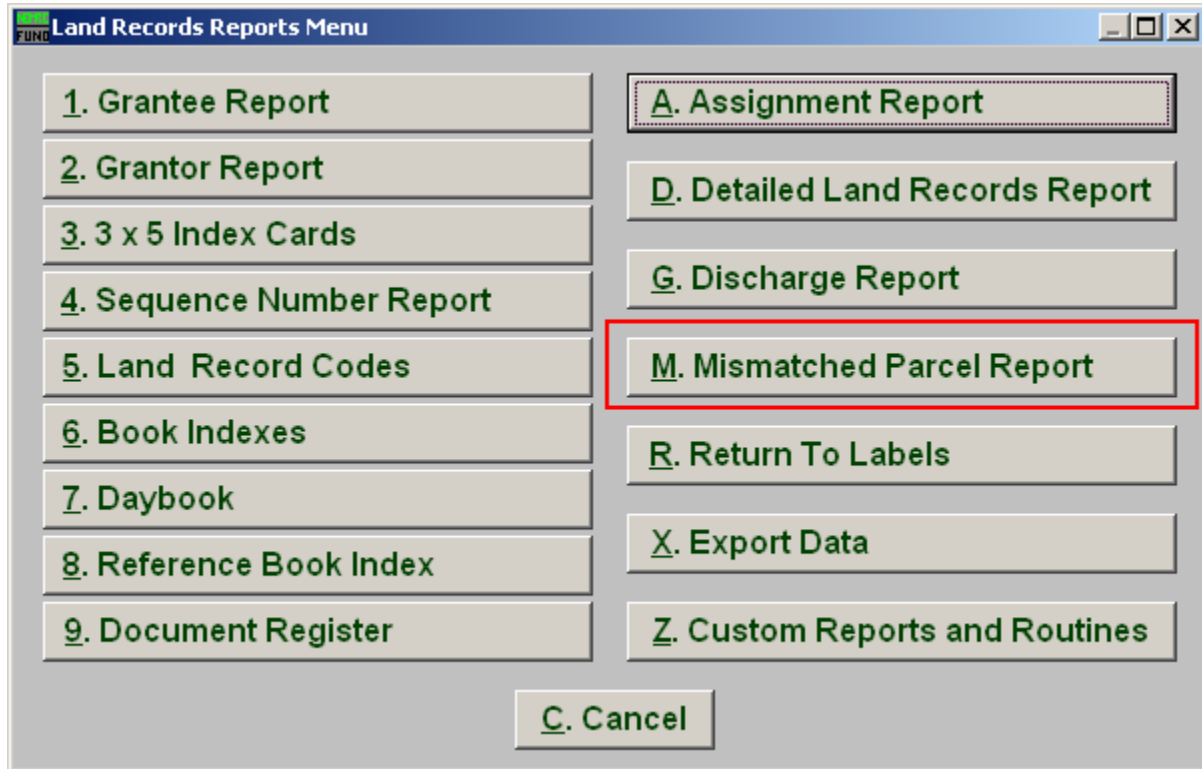 NEMRC
FUND
Land Records Reports Menu
1. Grantee Report
2. Grantor Report
3. 3 x 5 Index Cards
4. Sequence Number Report
5. Land  Record Codes
6. Book Indexes
7. Daybook
8. Reference Book Index
9. Document Register
A. Assignment Report
D. Detailed Land Records Report
G. Discharge Report
M. Mismatched Parcel Report
R. Return To Labels
X. Export Data
Z. Custom Reports and Routines
C. Cancel